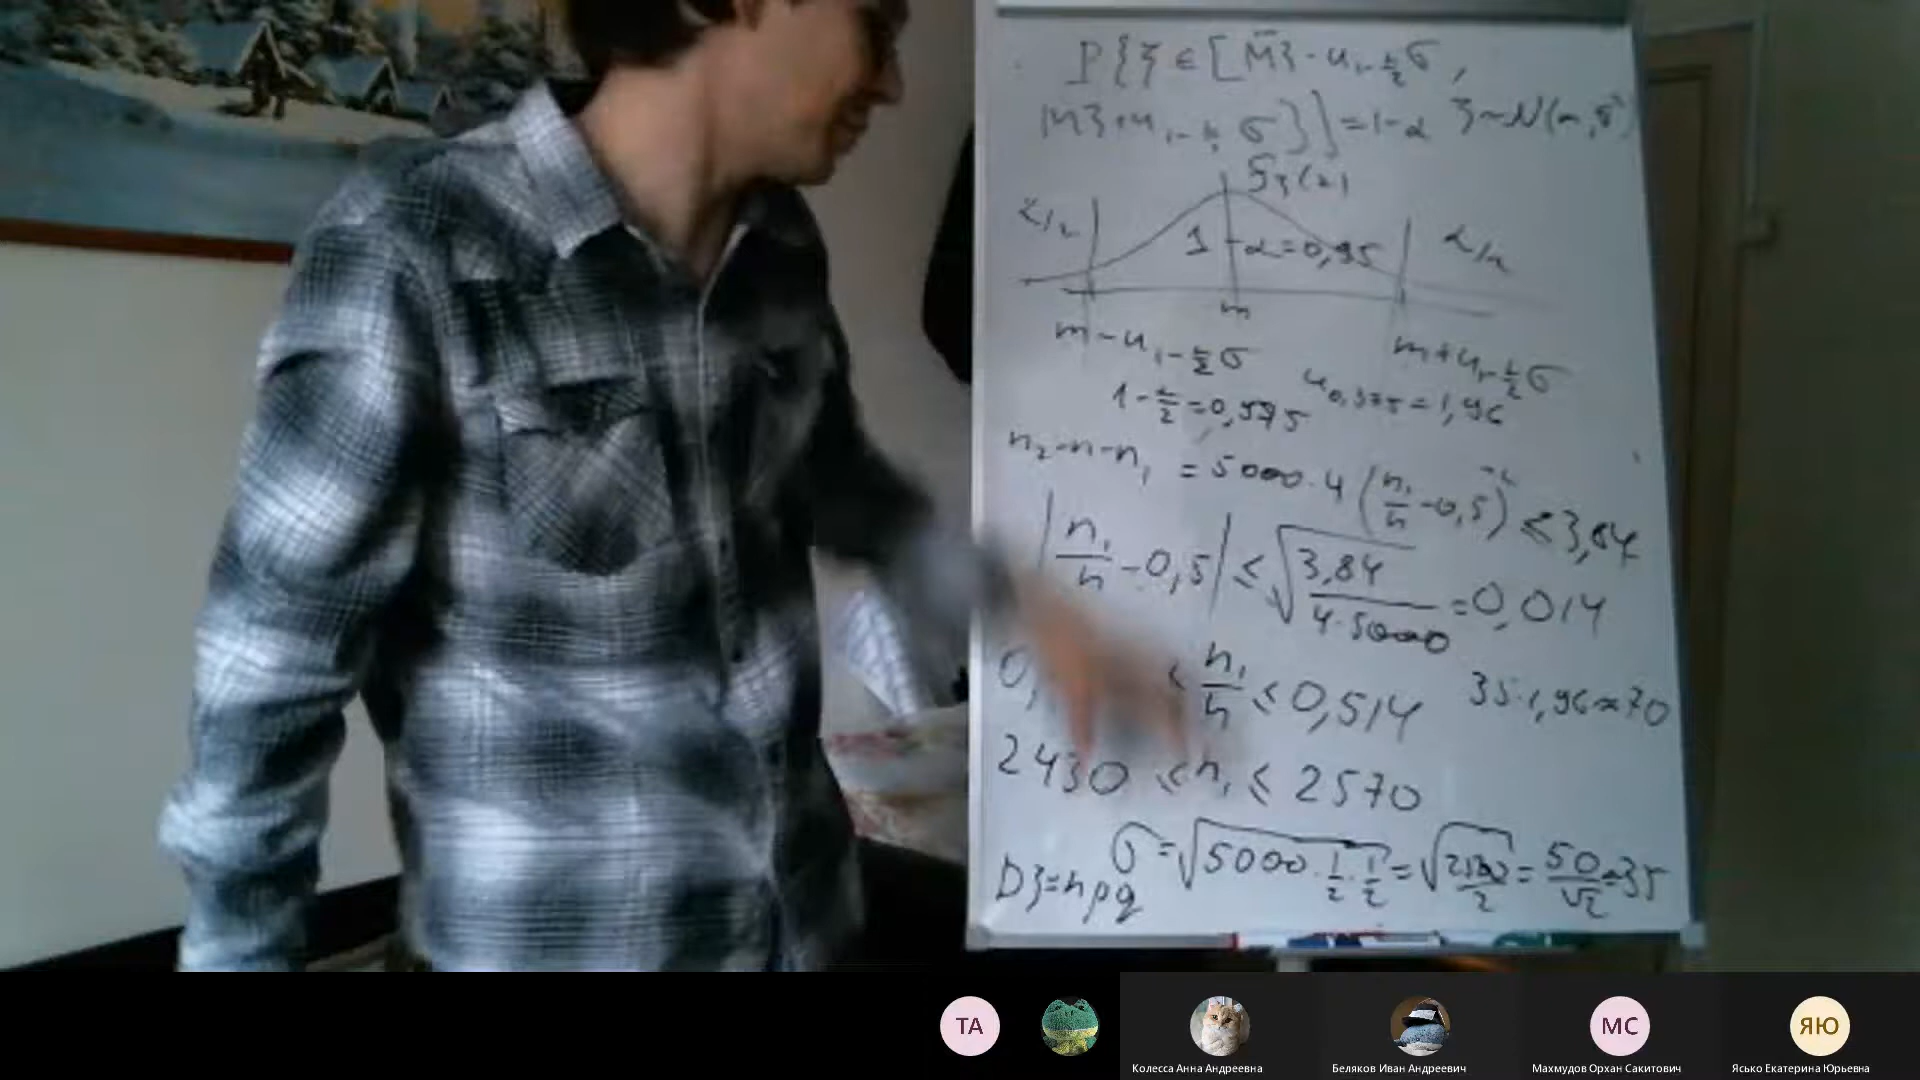 P{ξ ∈ [Mξ - u₁₋α/₂ σ ,
Mξ + u₁₋α/₂ σ ]} = 1-α ξ ~ N(m, σ²)
fξ(x)
α/2 1-α=0,95 α/2
m
m - u₁₋α/₂ σ m + u₁₋α/₂ σ
1 - α/2 = 0,975 u₀,₉₇₅ = 1,96
n₂ = n - n₁ = 5000·4 (n₁/n - 0,5)² ≤ 3,84
|n₁/n - 0,5| ≤ √(3,84/(4·5000)) = 0,014
0, ≤ n₁/n ≤ 0,514 35·1,96≈70
2430 ≤ n₁ ≤ 2570
Dξ = npq σ = √(5000·1/2·1/2) = √(2500/2) = 50/√2 ≈ 35
TA МС ЯЮ
Колесса Анна Андреевна Беляков Иван Андреевич Махмудов Орхан Сакитович Ясько Екатерина Юрьевна